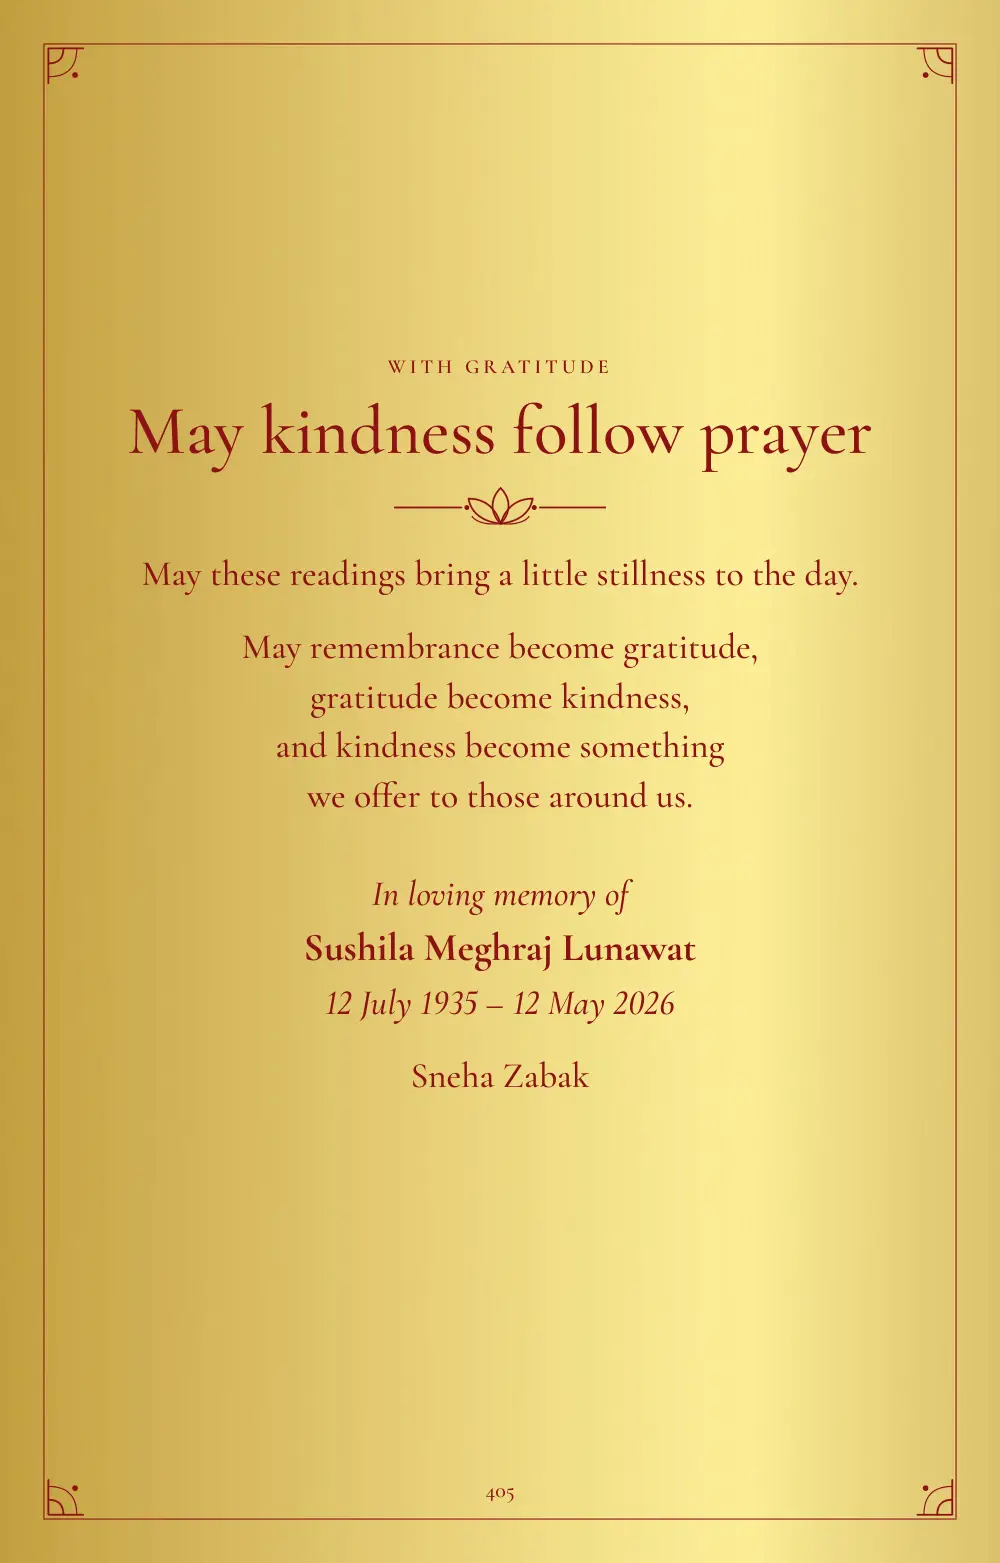 WITH GRATITUDE
May kindness follow prayer
May these readings bring a little stillness to the day.
May remembrance become gratitude,
gratitude become kindness,
and kindness become something
we offer to those around us.
In loving memory of
Sushila Meghraj Lunawat
12 July 1935 – 12 May 2026
Sneha Zabak
405